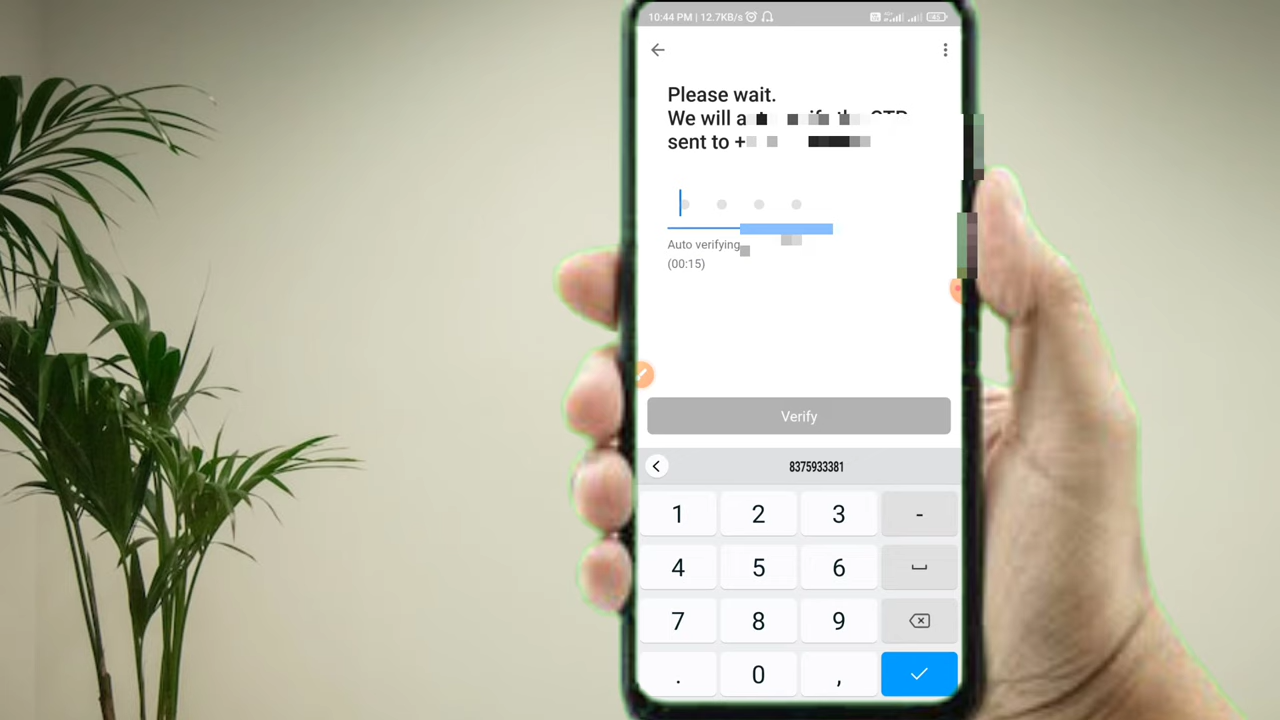 10:44 PM | 12.7KB/s
Please wait.
We will
sent to +
Auto verifying
(00:15)
Verify
8375933381
1 2 3 -
4 5 6
7 8 9
. 0 ,